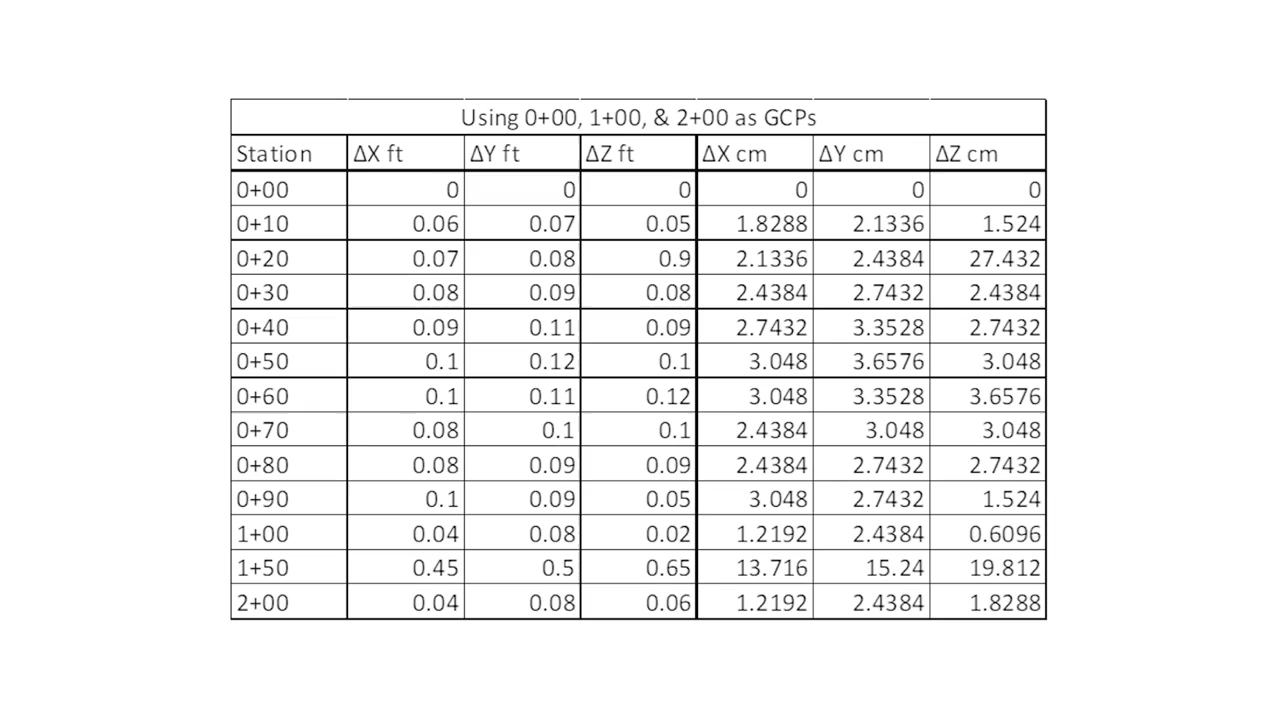 Using 0+00, 1+00, & 2+00 as GCPs
Station ΔX ft ΔY ft ΔZ ft ΔX cm ΔY cm ΔZ cm
0+00 0 0 0 0 0 0
0+10 0.06 0.07 0.05 1.8288 2.1336 1.524
0+20 0.07 0.08 0.9 2.1336 2.4384 27.432
0+30 0.08 0.09 0.08 2.4384 2.7432 2.4384
0+40 0.09 0.11 0.09 2.7432 3.3528 2.7432
0+50 0.1 0.12 0.1 3.048 3.6576 3.048
0+60 0.1 0.11 0.12 3.048 3.3528 3.6576
0+70 0.08 0.1 0.1 2.4384 3.048 3.048
0+80 0.08 0.09 0.09 2.4384 2.7432 2.7432
0+90 0.1 0.09 0.05 3.048 2.7432 1.524
1+00 0.04 0.08 0.02 1.2192 2.4384 0.6096
1+50 0.45 0.5 0.65 13.716 15.24 19.812
2+00 0.04 0.08 0.06 1.2192 2.4384 1.8288